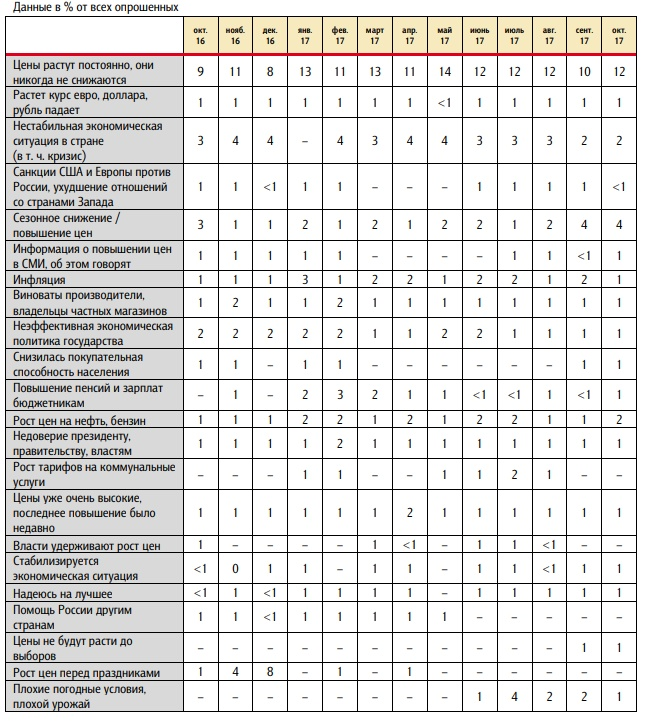 Данные в % от всех опрошенных
окт. 16 нояб. 16 дек. 16 янв. 17 фев. 17 март 17 апр. 17 май 17 июнь 17 июль 17 авг. 17 сент. 17 окт. 17
Цены растут постоянно, они
никогда не снижаются 9 11 8 13 11 13 11 14 12 12 12 10 12
Растет курс евро, доллара,
рубль падает 1 1 1 1 1 1 1 <1 1 1 1 1 1
Нестабильная экономическая
ситуация в стране
(в т. ч. кризис) 3 4 4 – 4 3 4 4 3 3 3 2 2
Санкции США и Европы против
России, ухудшение отношений
со странами Запада 1 1 <1 1 1 – – – 1 1 1 1 <1
Сезонное снижение /
повышение цен 3 1 1 2 1 2 1 2 2 1 2 4 4
Информация о повышении цен
в СМИ, об этом говорят 1 1 1 1 1 – – – – 1 1 <1 1
Инфляция 1 1 1 3 1 2 2 1 2 2 1 2 1
Виноваты производители,
владельцы частных магазинов 1 2 1 1 2 1 1 1 1 1 1 1 1
Неэффективная экономическая
политика государства 2 2 2 2 2 1 1 2 2 1 1 1 1
Снизилась покупательная
способность населения 1 1 – 1 1 – – – – – – 1 1
Повышение пенсий и зарплат
бюджетникам – 1 – 2 3 2 1 1 <1 <1 1 <1 1
Рост цен на нефть, бензин 1 1 1 2 2 1 2 1 2 2 1 1 2
Недоверие президенту,
правительству, властям 1 1 1 1 2 1 1 1 1 1 1 1 1
Рост тарифов на коммунальные
услуги – – – 1 1 – – 1 1 2 1 – –
Цены уже очень высокие,
последнее повышение было
недавно 1 1 1 1 1 1 2 1 1 1 1 1 1
Власти удерживают рост цен 1 – – – – 1 <1 – 1 1 <1 – –
Стабилизируется
экономическая ситуация <1 0 1 1 – 1 1 – 1 1 <1 1 1
Надеюсь на лучшее <1 1 <1 1 1 1 1 – 1 1 1 1 1
Помощь России другим
странам 1 1 <1 1 1 1 1 1 – – – – –
Цены не будут расти до
выборов – – – – – – – – – – – 1 1
Рост цен перед праздниками 1 4 8 – 1 – 1 – – – – – –
Плохие погодные условия,
плохой урожай – – – – – – – – 1 4 2 2 1